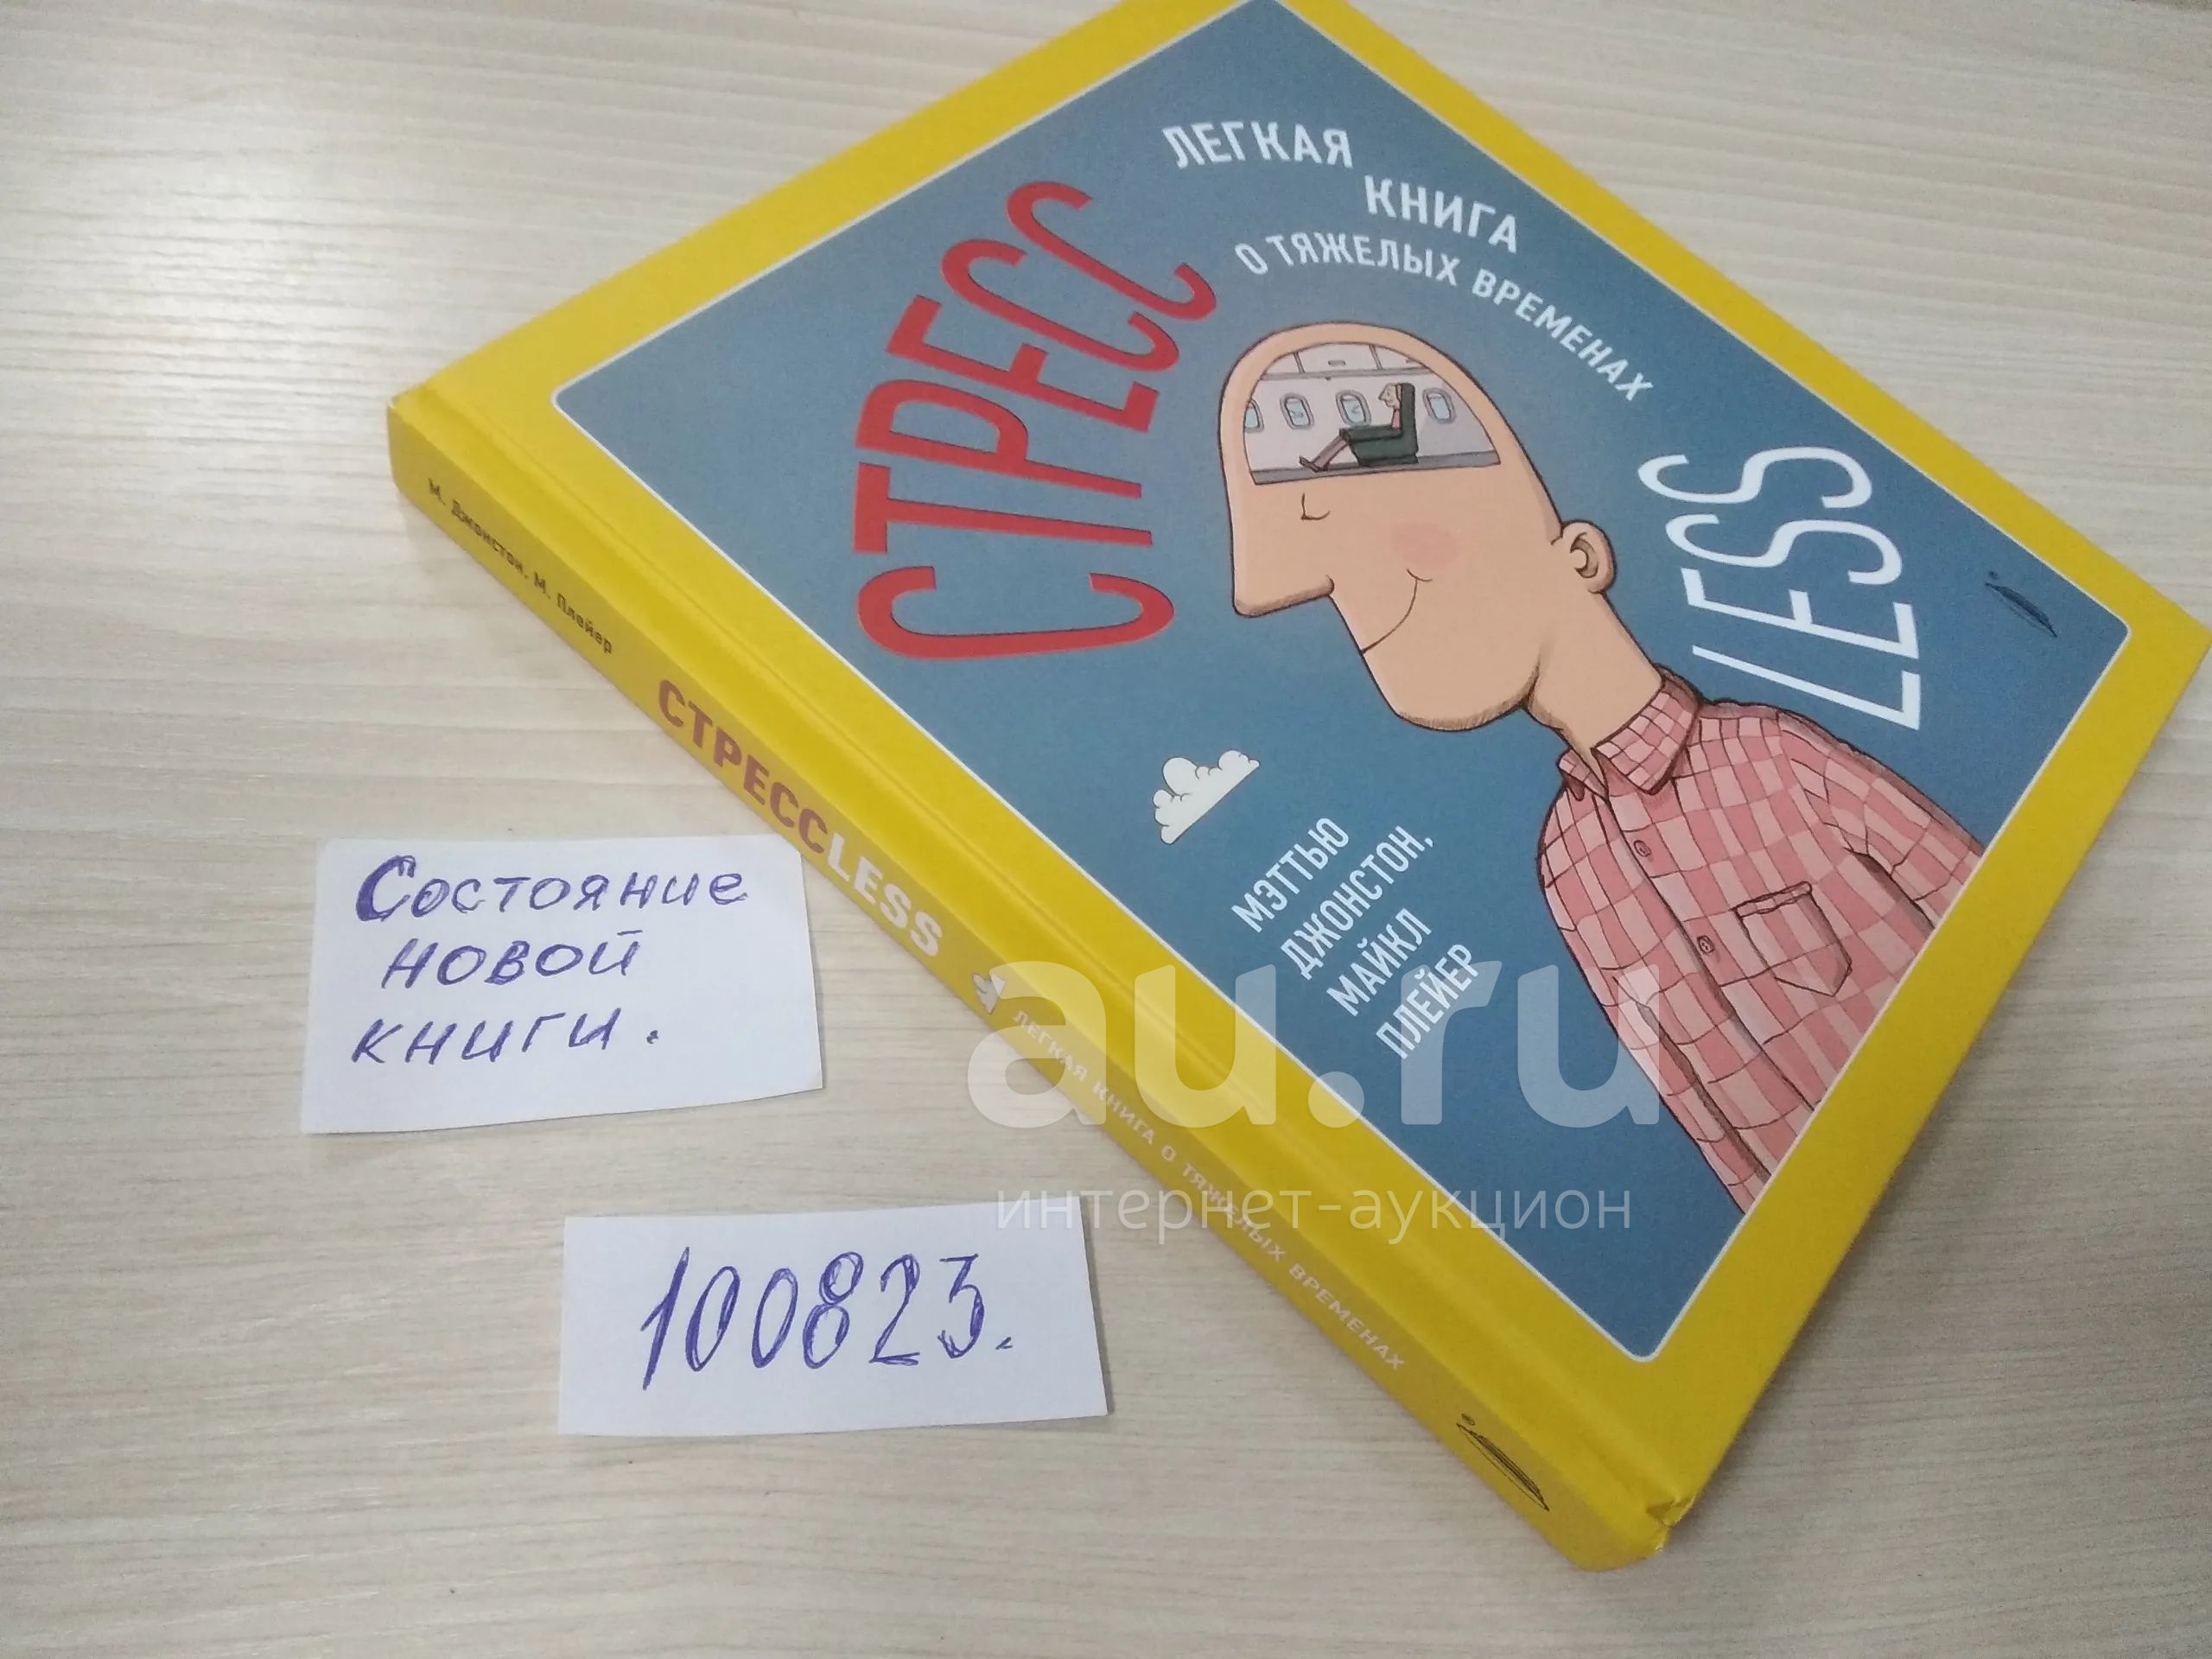 ЛЕГКАЯ
КНИГА
О ТЯЖЕЛЫХ ВРЕМЕНАХ
СТРЕСС
LESS
МЭТТЬЮ
ДЖОНСТОН,
МАЙКЛ
ПЛЕЙЕР
М. Джонстон, М. Плейер СТРЕССLESS ЛЕГКАЯ КНИГА О ТЯЖЕЛЫХ ВРЕМЕНАХ
Состояние
новой
книги.
100823.
au.ru
интернет-аукцион